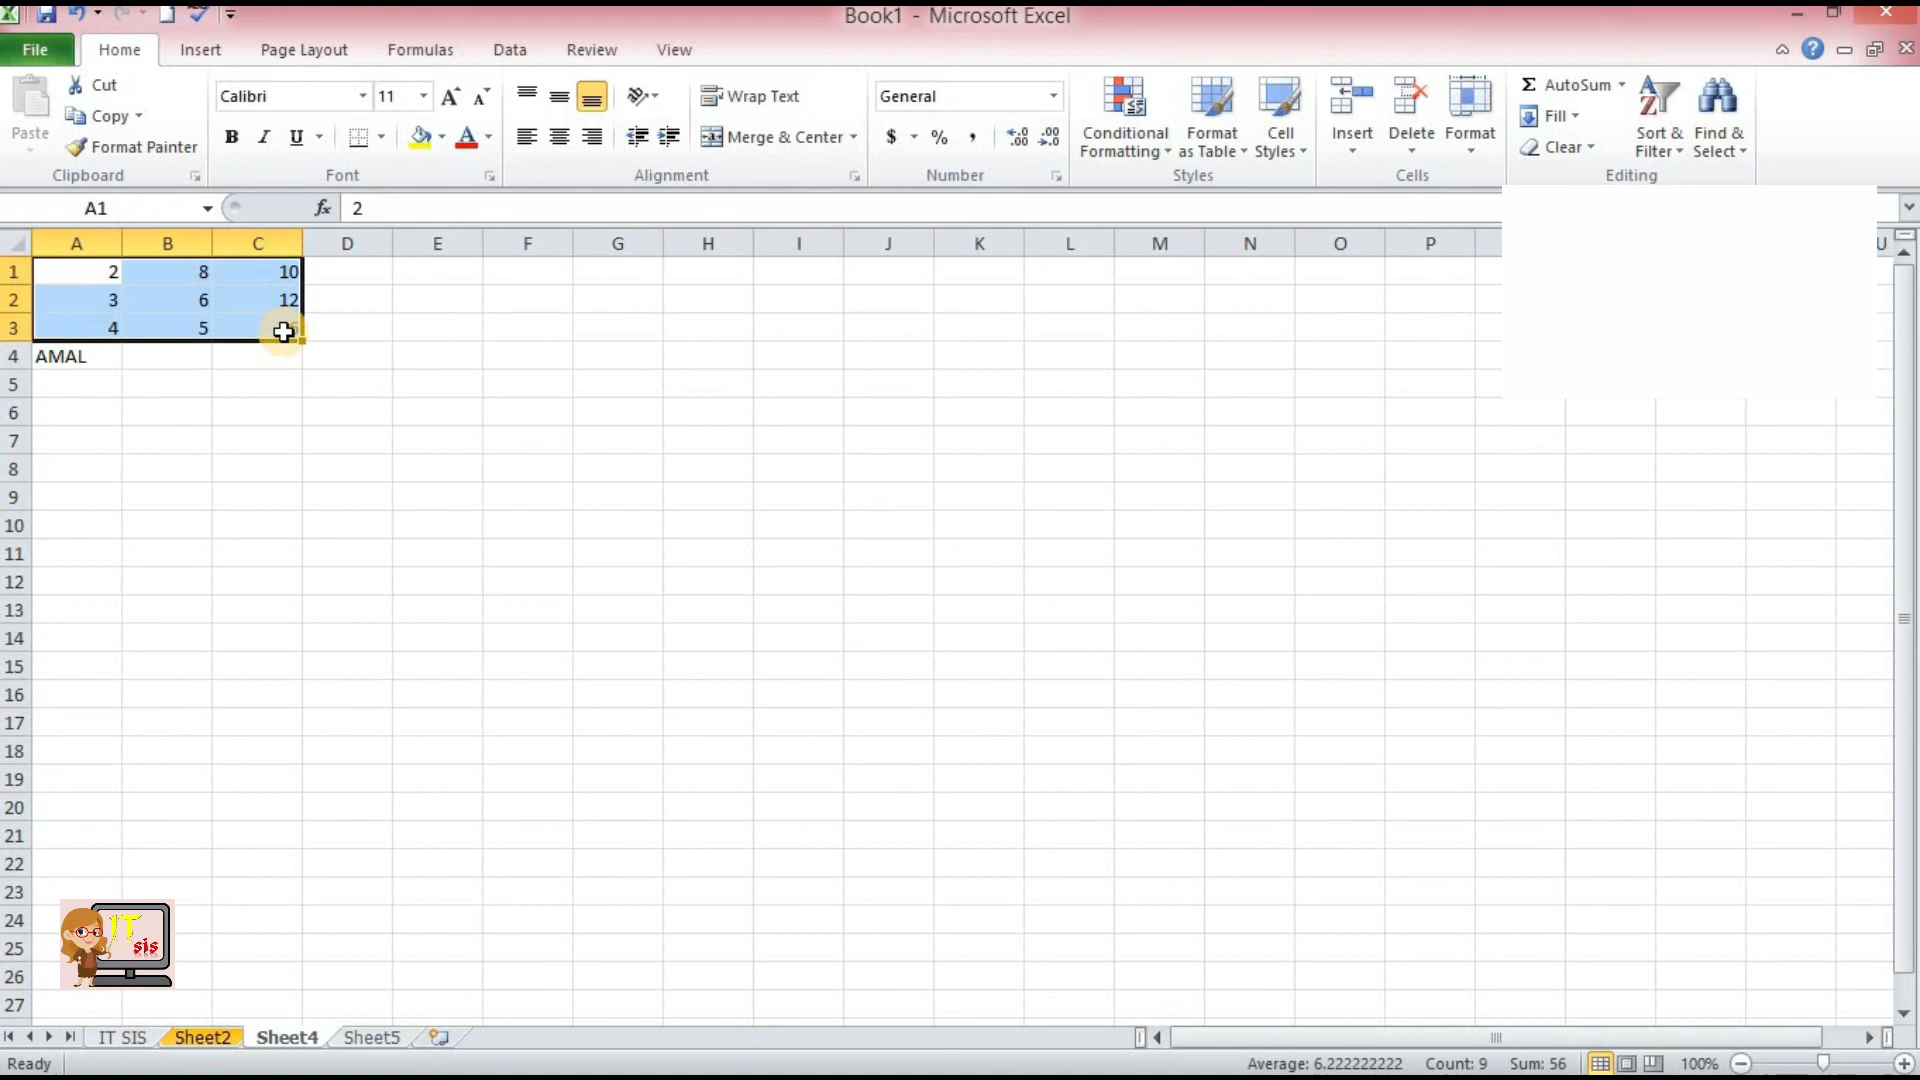 Book1 - Microsoft Excel
File Home Insert Page Layout Formulas Data Review View
Paste Cut Copy Format Painter Clipboard
Calibri 11 B I U Font
Wrap Text Merge & Center Alignment
General $ % , Number
Conditional Formatting Format as Table Cell Styles Styles
Insert Delete Format Cells
Σ AutoSum Fill Clear Sort & Filter Find & Select Editing
A1 fx 2
A B C D E F G H I J K L M N O P U
1 2 8 10
2 3 6 12
3 4 5
4 AMAL
5
6
7
8
9
10
11
12
13
14
15
16
17
18
19
20
21
22
23
24
25
26
27
IT
sis
IT SIS Sheet2 Sheet4 Sheet5
Ready Average: 6.222222222 Count: 9 Sum: 56 100%